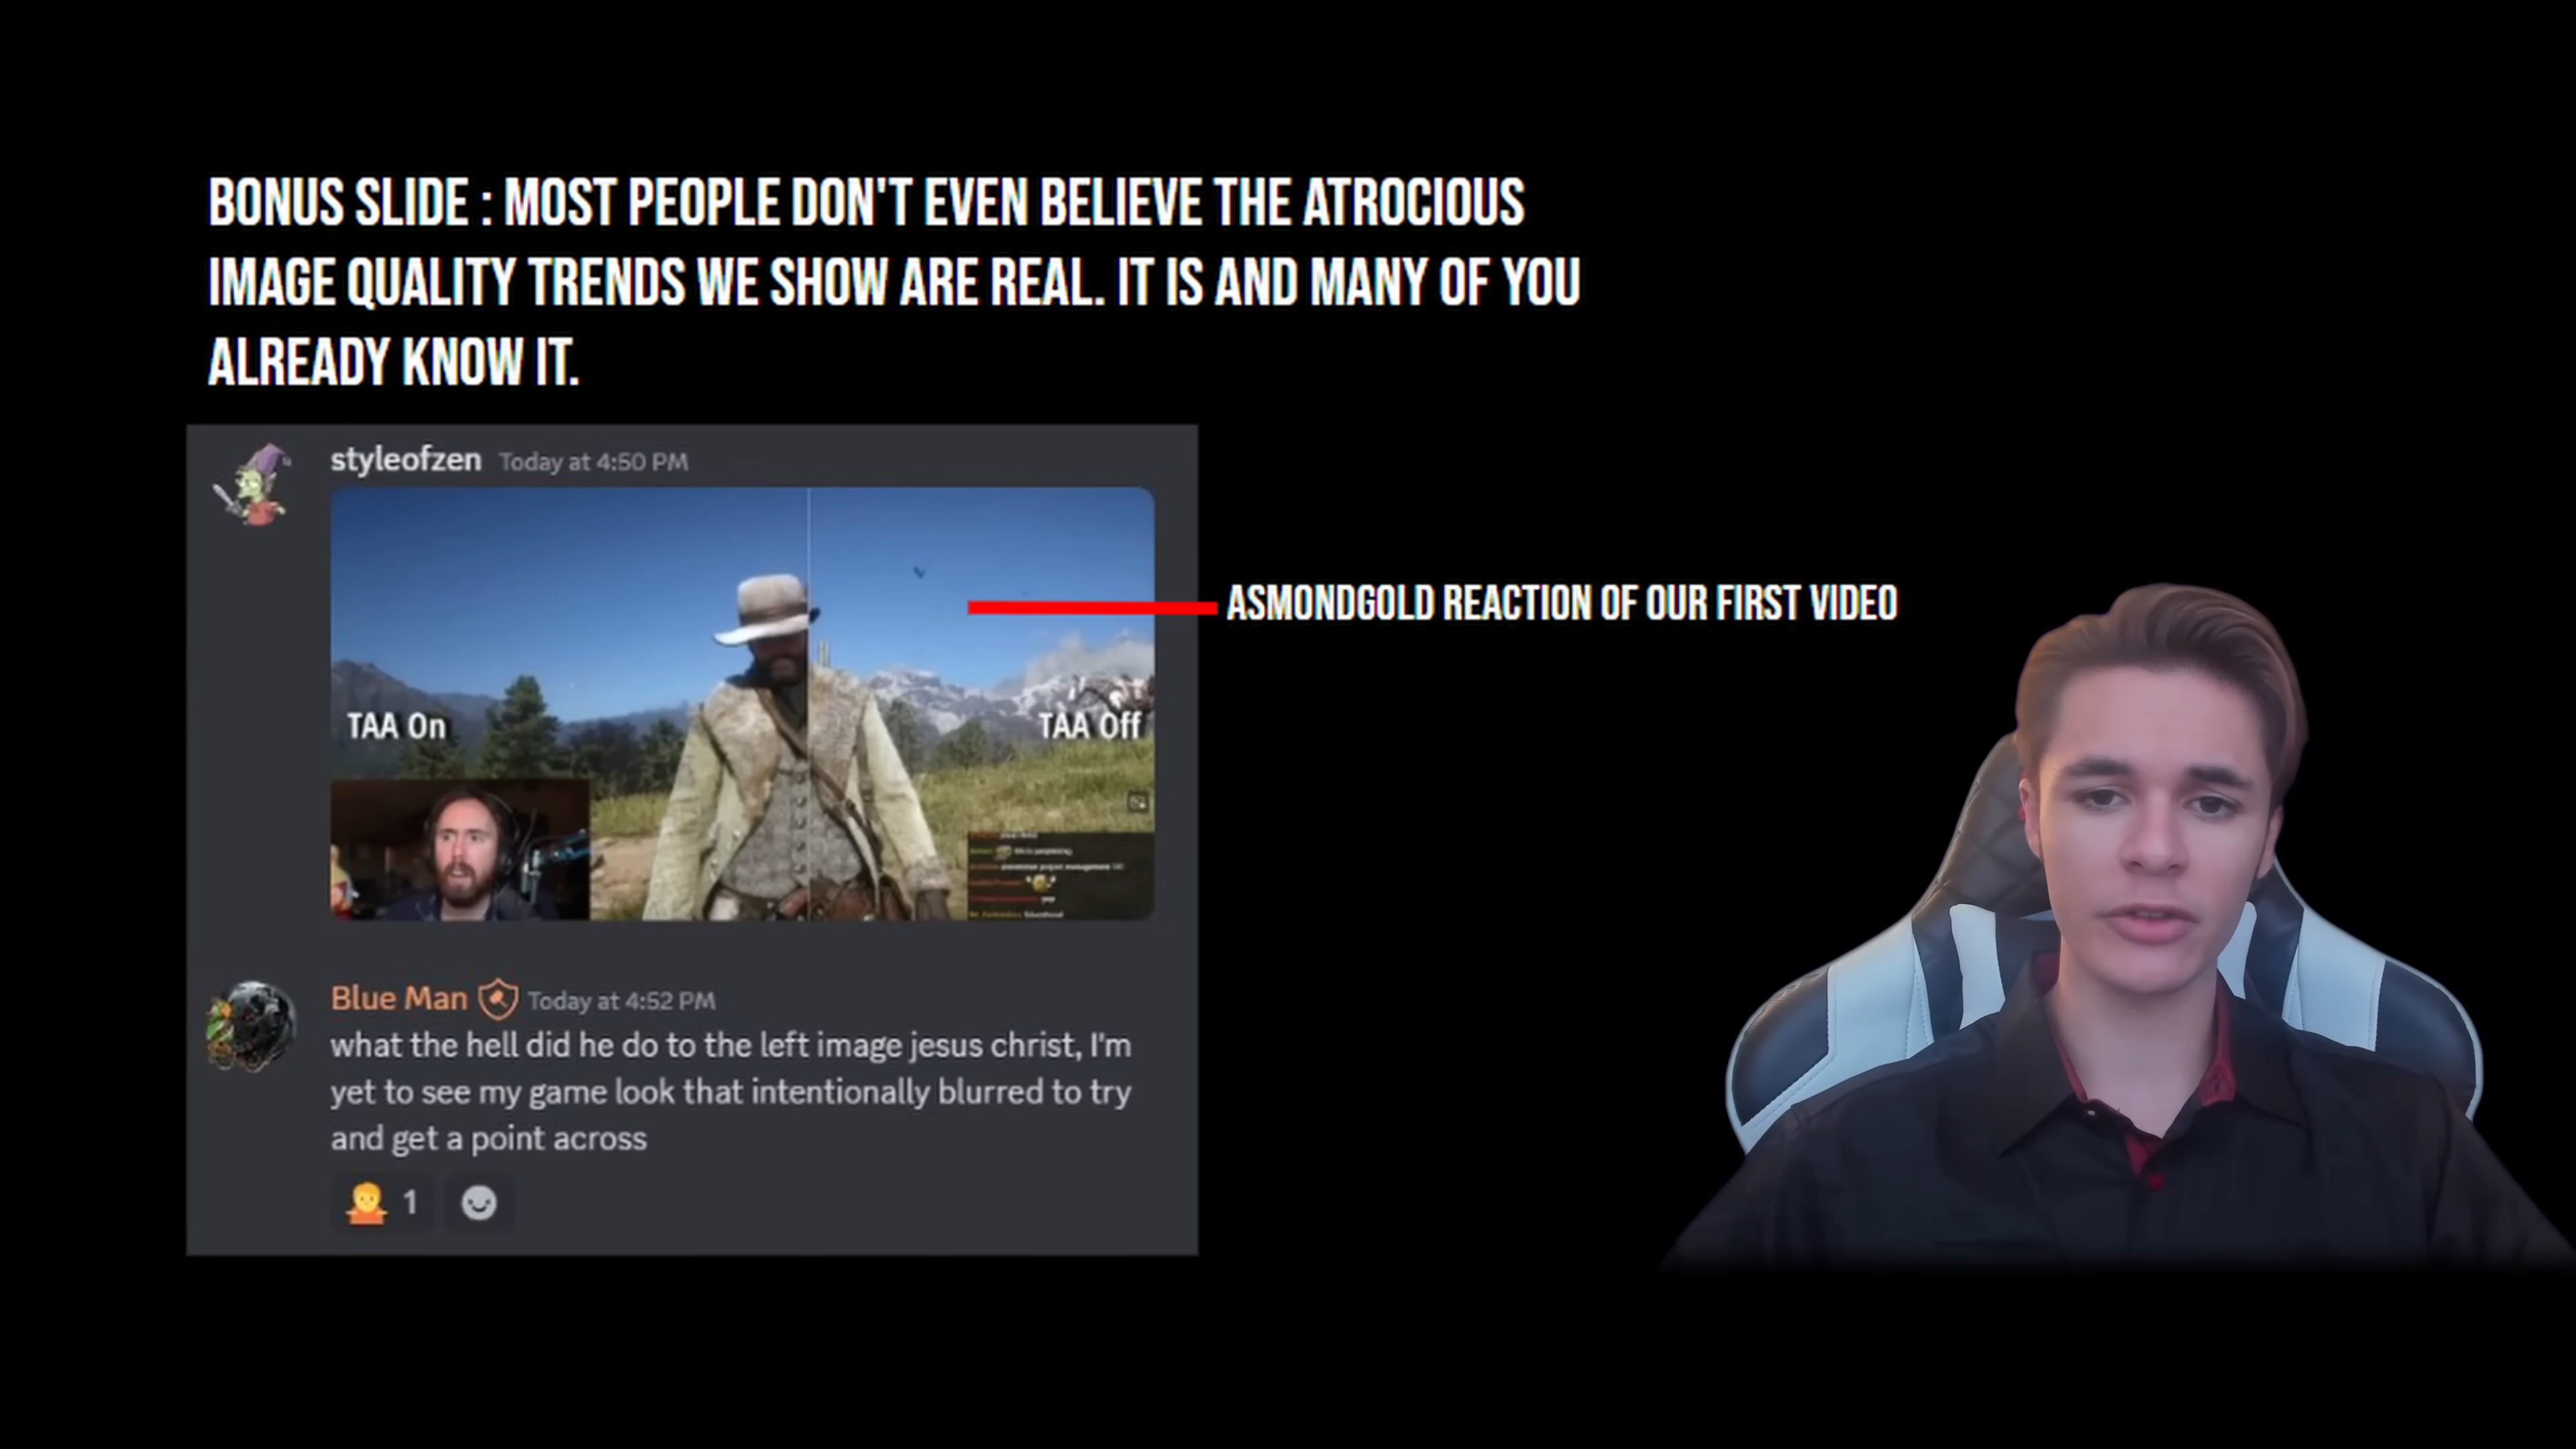 BONUS SLIDE : MOST PEOPLE DON'T EVEN BELIEVE THE ATROCIOUS
IMAGE QUALITY TRENDS WE SHOW ARE REAL. IT IS AND MANY OF YOU
ALREADY KNOW IT.
styleofzen Today at 4:50 PM
ASMONDGOLD REACTION OF OUR FIRST VIDEO
TAA On
TAA Off
Blue Man Today at 4:52 PM
what the hell did he do to the left image jesus christ, I'm
yet to see my game look that intentionally blurred to try
and get a point across
1